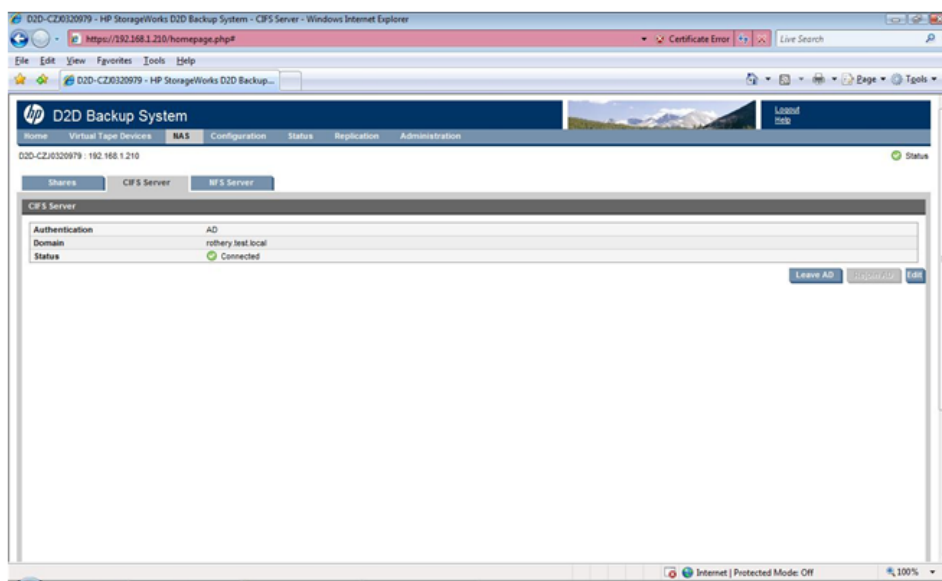 D2D-CZJ0320979 - HP StorageWorks D2D Backup System - CIFS Server - Windows Internet Explorer
https://192.168.1.210/homepage.php#
Certificate Error
Live Search
File Edit View Favorites Tools Help
D2D-CZJ0320979 - HP StorageWorks D2D Backup...
Page
Tools
hp
D2D Backup System
Logout
Help
Home Virtual Tape Devices NAS Configuration Status Replication Administration
D2D-CZJ0320979 : 192.168.1.210
Status
Shares CIFS Server NFS Server
CIFS Server
Authentication AD
Domain rothery.test.local
Status Connected
Leave AD
Edit
Internet | Protected Mode: Off
100%